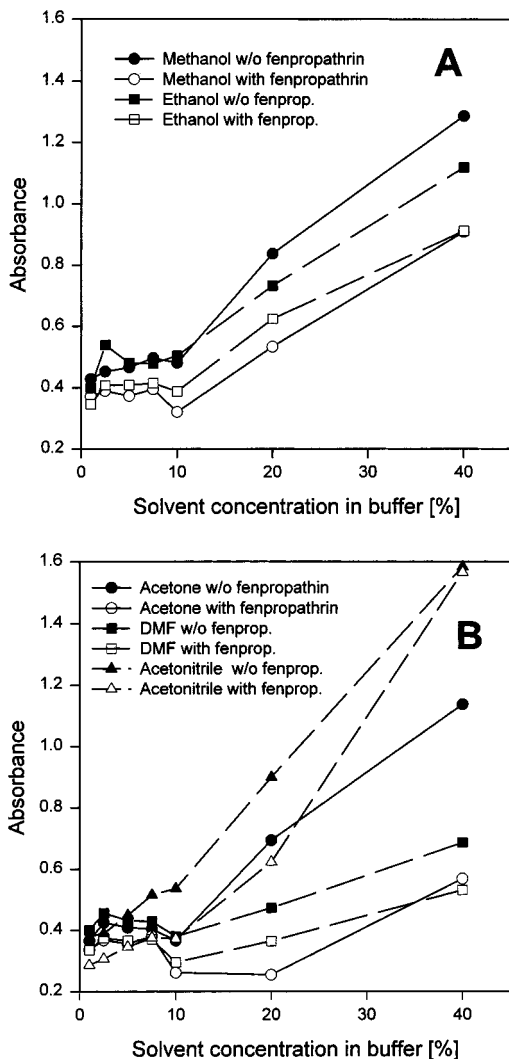 1.6
Methanol w/o fenpropathrin
Methanol with fenpropathrin
Ethanol w/o fenprop.
Ethanol with fenprop.
A
1.4
1.2
1.0
0.8
0.6
0.4
0.2
Absorbance
0 10 20 30 40
Solvent concentration in buffer [%]
1.6
Acetone w/o fenpropathin
Acetone with fenpropathrin
DMF w/o fenprop.
DMF with fenprop.
Acetonitrile w/o fenprop.
Acetonitrile with fenprop.
B
1.4
1.2
1.0
0.8
0.6
0.4
0.2
Absorbance
0 10 20 30 40
Solvent concentration in buffer [%]